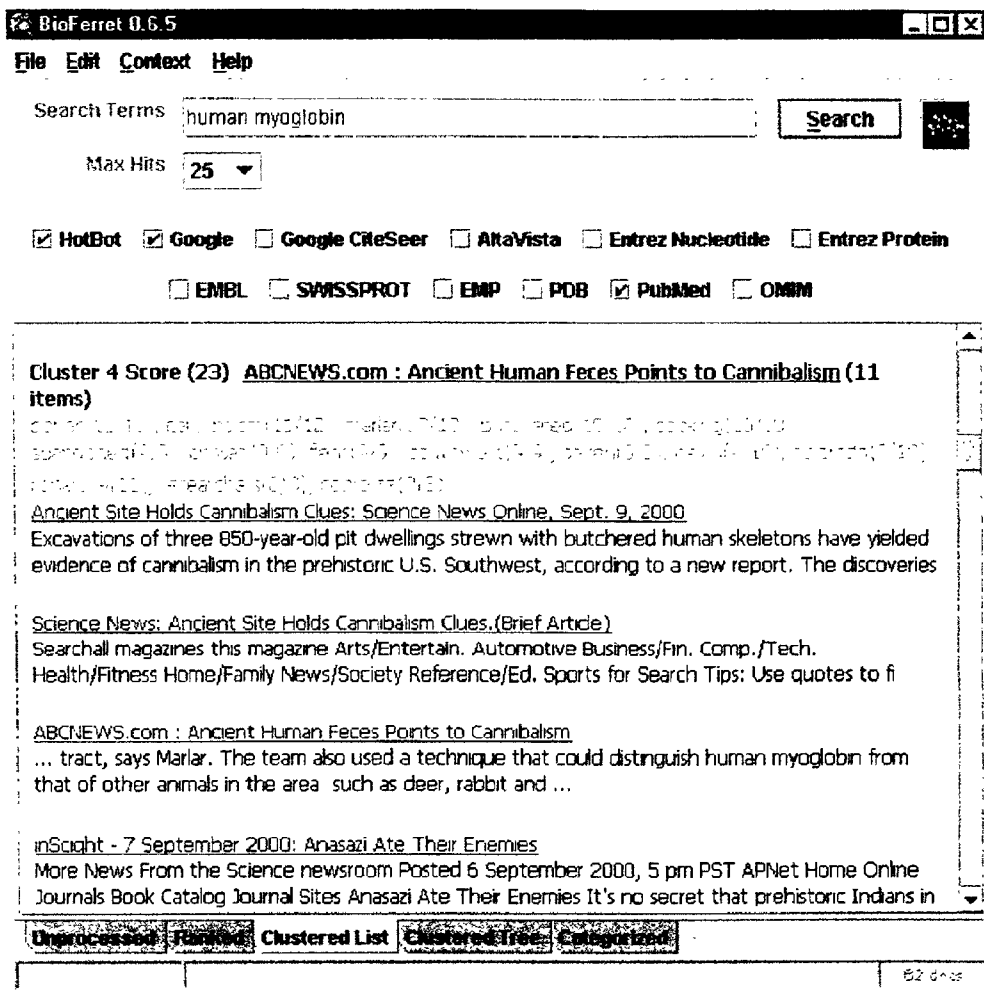 BioFerret 0.6.5
File Edit Context Help
Search Terms human myoglobin Search
Max Hits 25
HotBot Google Google CiteSeer AltaVista Entrez Nucleotide Entrez Protein
EMBL SWISSPROT EMP PDB PubMed OMIM
Cluster 4 Score (23) ABCNEWS.com : Ancient Human Feces Points to Cannibalism (11
items)
Ancient Site Holds Cannibalism Clues: Science News Online, Sept. 9, 2000
Excavations of three 850-year-old pit dwellings strewn with butchered human skeletons have yielded
evidence of cannibalism in the prehistoric U.S. Southwest, according to a new report. The discoveries
Science News: Ancient Site Holds Cannibalism Clues.(Brief Article)
Searchall magazines this magazine Arts/Entertain. Automotive Business/Fin. Comp./Tech.
Health/Fitness Home/Family News/Society Reference/Ed. Sports for Search Tips: Use quotes to fi
ABCNEWS.com : Ancient Human Feces Points to Cannibalism
... tract, says Marlar. The team also used a technique that could distinguish human myoglobin from
that of other animals in the area such as deer, rabbit and ...
inScight - 7 September 2000: Anasazi Ate Their Enemies
More News From the Science newsroom Posted 6 September 2000, 5 pm PST APNet Home Online
Journals Book Catalog Journal Sites Anasazi Ate Their Enemies It's no secret that prehistoric Indians in
Unprocessed Ranked Clustered List Clustered Tree Categorized
62 docs